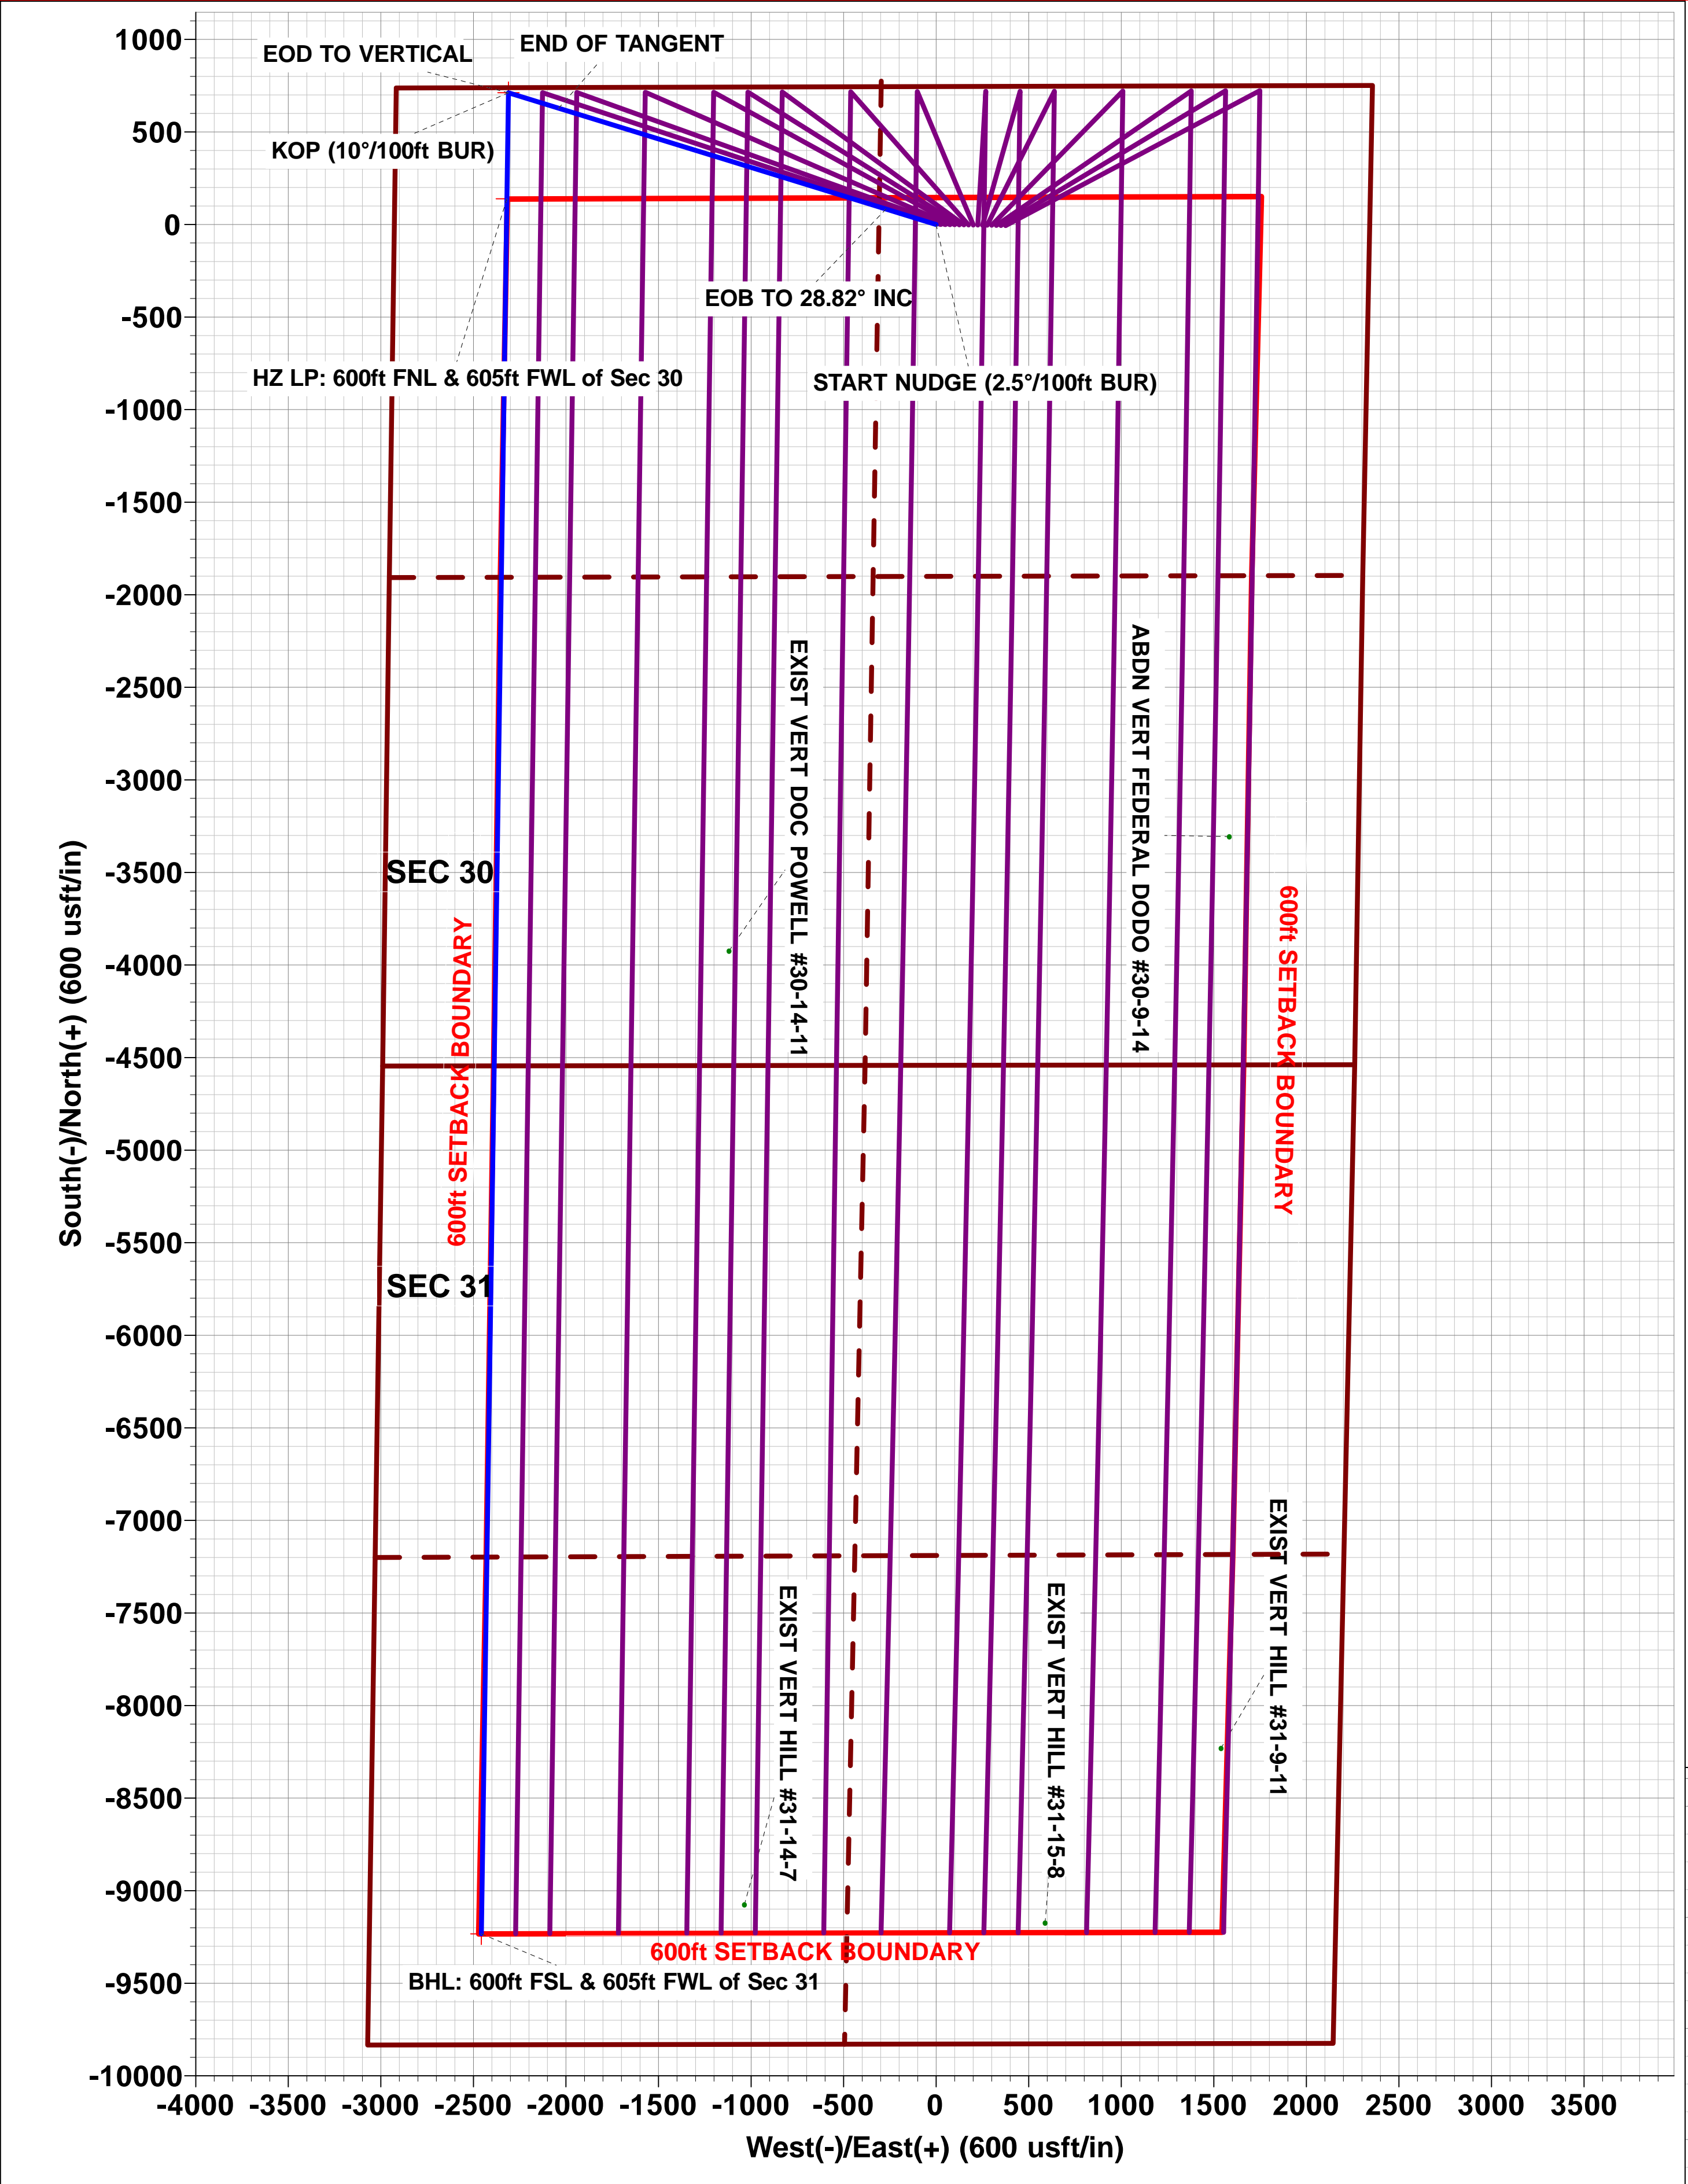 1000
500
0
-500
-1000
-1500
-2000
-2500
-3000
-3500
-4000
-4500
-5000
-5500
-6000
-6500
-7000
-7500
-8000
-8500
-9000
-9500
-10000
South(-)/North(+) (600 usft/in)
EOD TO VERTICAL
END OF TANGENT
KOP (10°/100ft BUR)
EOB TO 28.82° INC
HZ LP: 600ft FNL & 605ft FWL of Sec 30
START NUDGE (2.5°/100ft BUR)
EXIST VERT DOC POWELL #30-14-11
ABDN VERT FEDERAL DODO #30-9-14
SEC 30
600ft SETBACK BOUNDARY
600ft SETBACK BOUNDARY
SEC 31
EXIST VERT HILL #31-14-7
EXIST VERT HILL #31-15-8
EXIST VERT HILL #31-9-11
600ft SETBACK BOUNDARY
BHL: 600ft FSL & 605ft FWL of Sec 31
-4000 -3500 -3000 -2500 -2000 -1500 -1000 -500 0 500 1000 1500 2000 2500 3000 3500
West(-)/East(+) (600 usft/in)